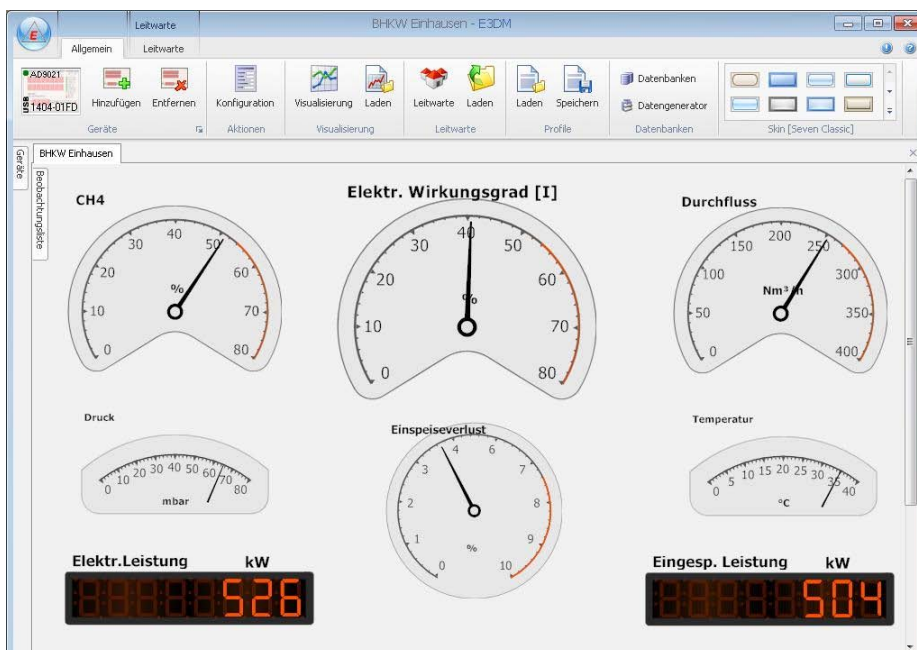 BHKW Einhausen - E3DM
Leitwarte
Allgemein
Leitwarte
AD9021
USB
1404-01FD
Hinzufügen
Entfernen
Konfiguration
Visualisierung
Laden
Leitwarte
Laden
Laden
Speichern
Datenbanken
Datengenerator
Geräte
Aktionen
Visualisierung
Leitwarte
Profile
Datenbanken
Skin [Seven Classic]
Geräte
BHKW Einhausen
Beobachtungsliste
CH4
0 10 20 30 40 50 60 70 80
%
Elektr. Wirkungsgrad [I]
0 10 20 30 40 50 60 70 80
%
Durchfluss
0 50 100 150 200 250 300 350 400
Nm³/h
Druck
0 10 20 30 40 50 60 70 80
mbar
Einspeiseverlust
0 1 2 3 4 6 7 8 9 10
%
Temperatur
0 5 10 15 20 25 30 35 40
°C
Elektr.Leistung kW
526
Eingesp. Leistung kW
504